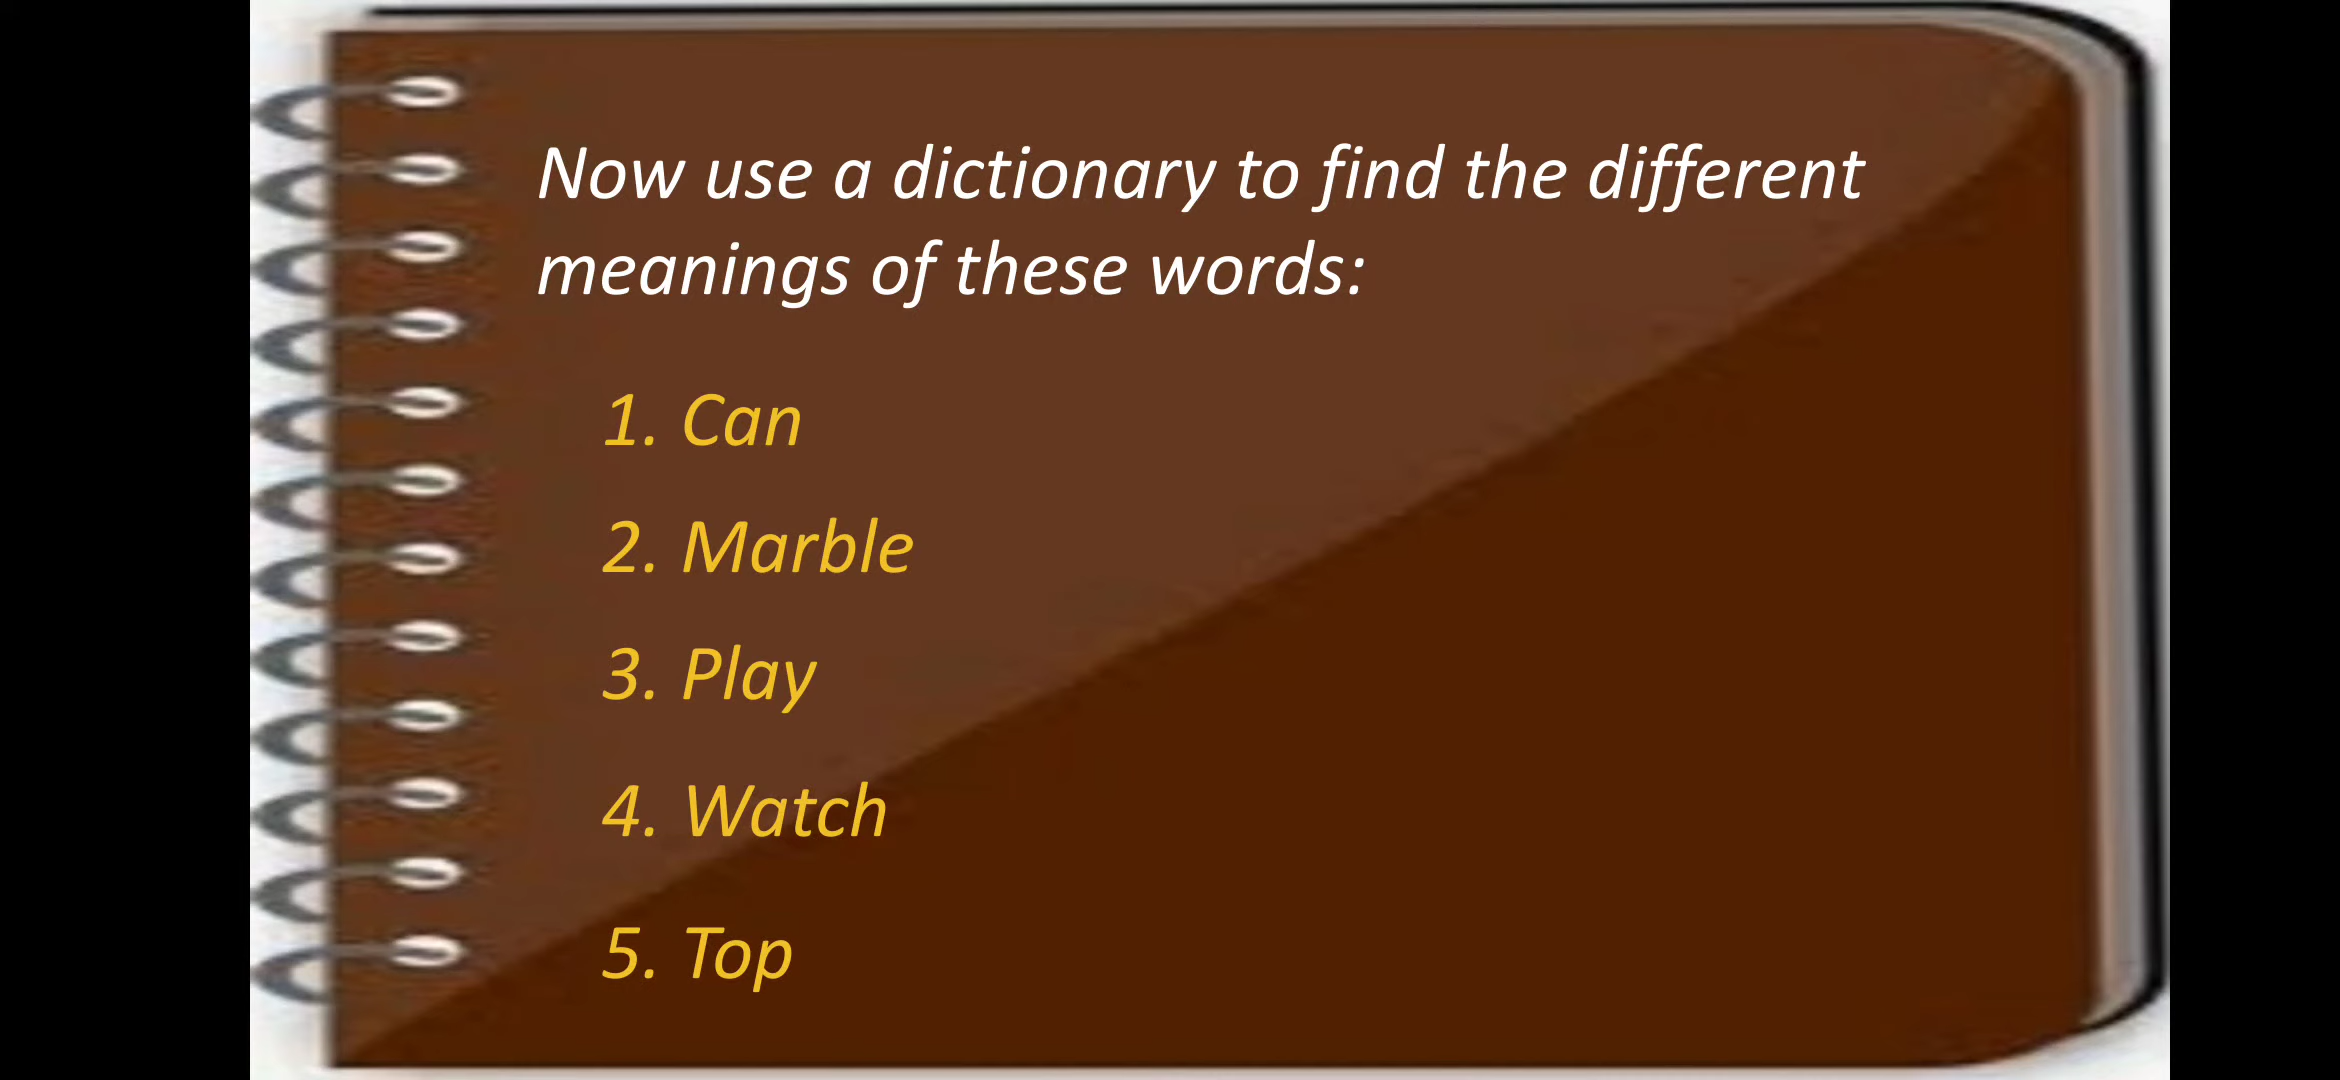 Now use a dictionary to find the different
meanings of these words:
1. Can
2. Marble
3. Play
4. Watch
5. Top